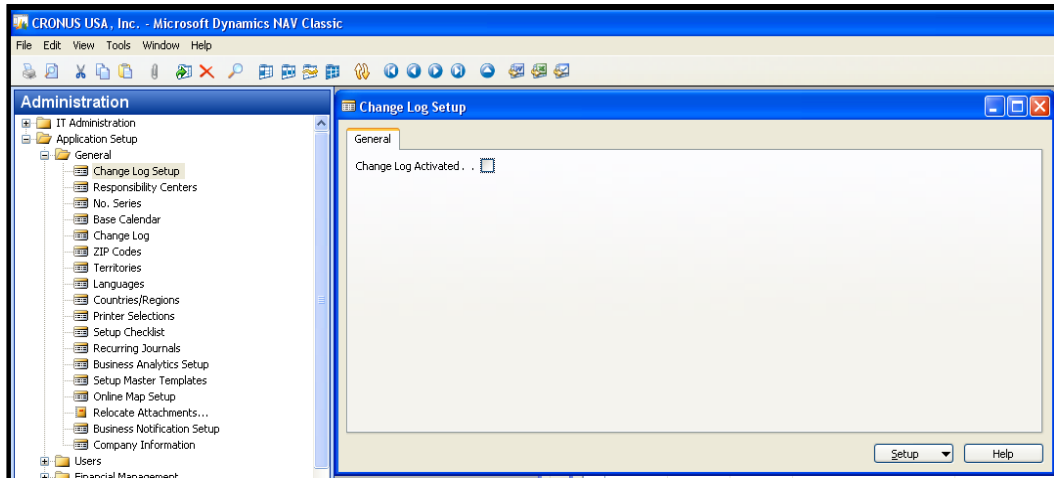 CRONUS USA, Inc. - Microsoft Dynamics NAV Classic
File Edit View Tools Window Help
Administration
IT Administration
Application Setup
General
Change Log Setup
Responsibility Centers
No. Series
Base Calendar
Change Log
ZIP Codes
Territories
Languages
Countries/Regions
Printer Selections
Setup Checklist
Recurring Journals
Business Analytics Setup
Setup Master Templates
Online Map Setup
Relocate Attachments...
Business Notification Setup
Company Information
Users
Financial Management
Change Log Setup
General
Change Log Activated . .
Setup Help